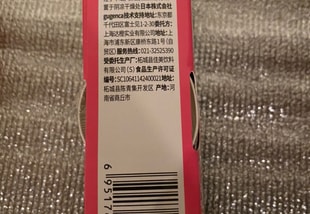 置于阴凉干燥处日本株式会社
gagenca技术支持地址:东京都
千代田区富士见1-2-30委托方:
上海达橙实业有限公司地址:
上海市浦东新区康桥东路1号(自
贸区)服务热线:021-32525390
受委托生产厂:柘城县佳美饮料
有限公司(S)食品生产许可证
编号:SC10641142400021地址:
柘城县陈青集开发区 产地:河
南省商丘市
6 9517